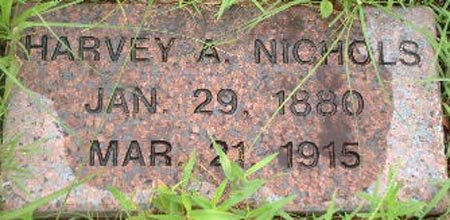 HARVEY A. NICHOLS
JAN. 29, 1880
MAR. 21, 1915